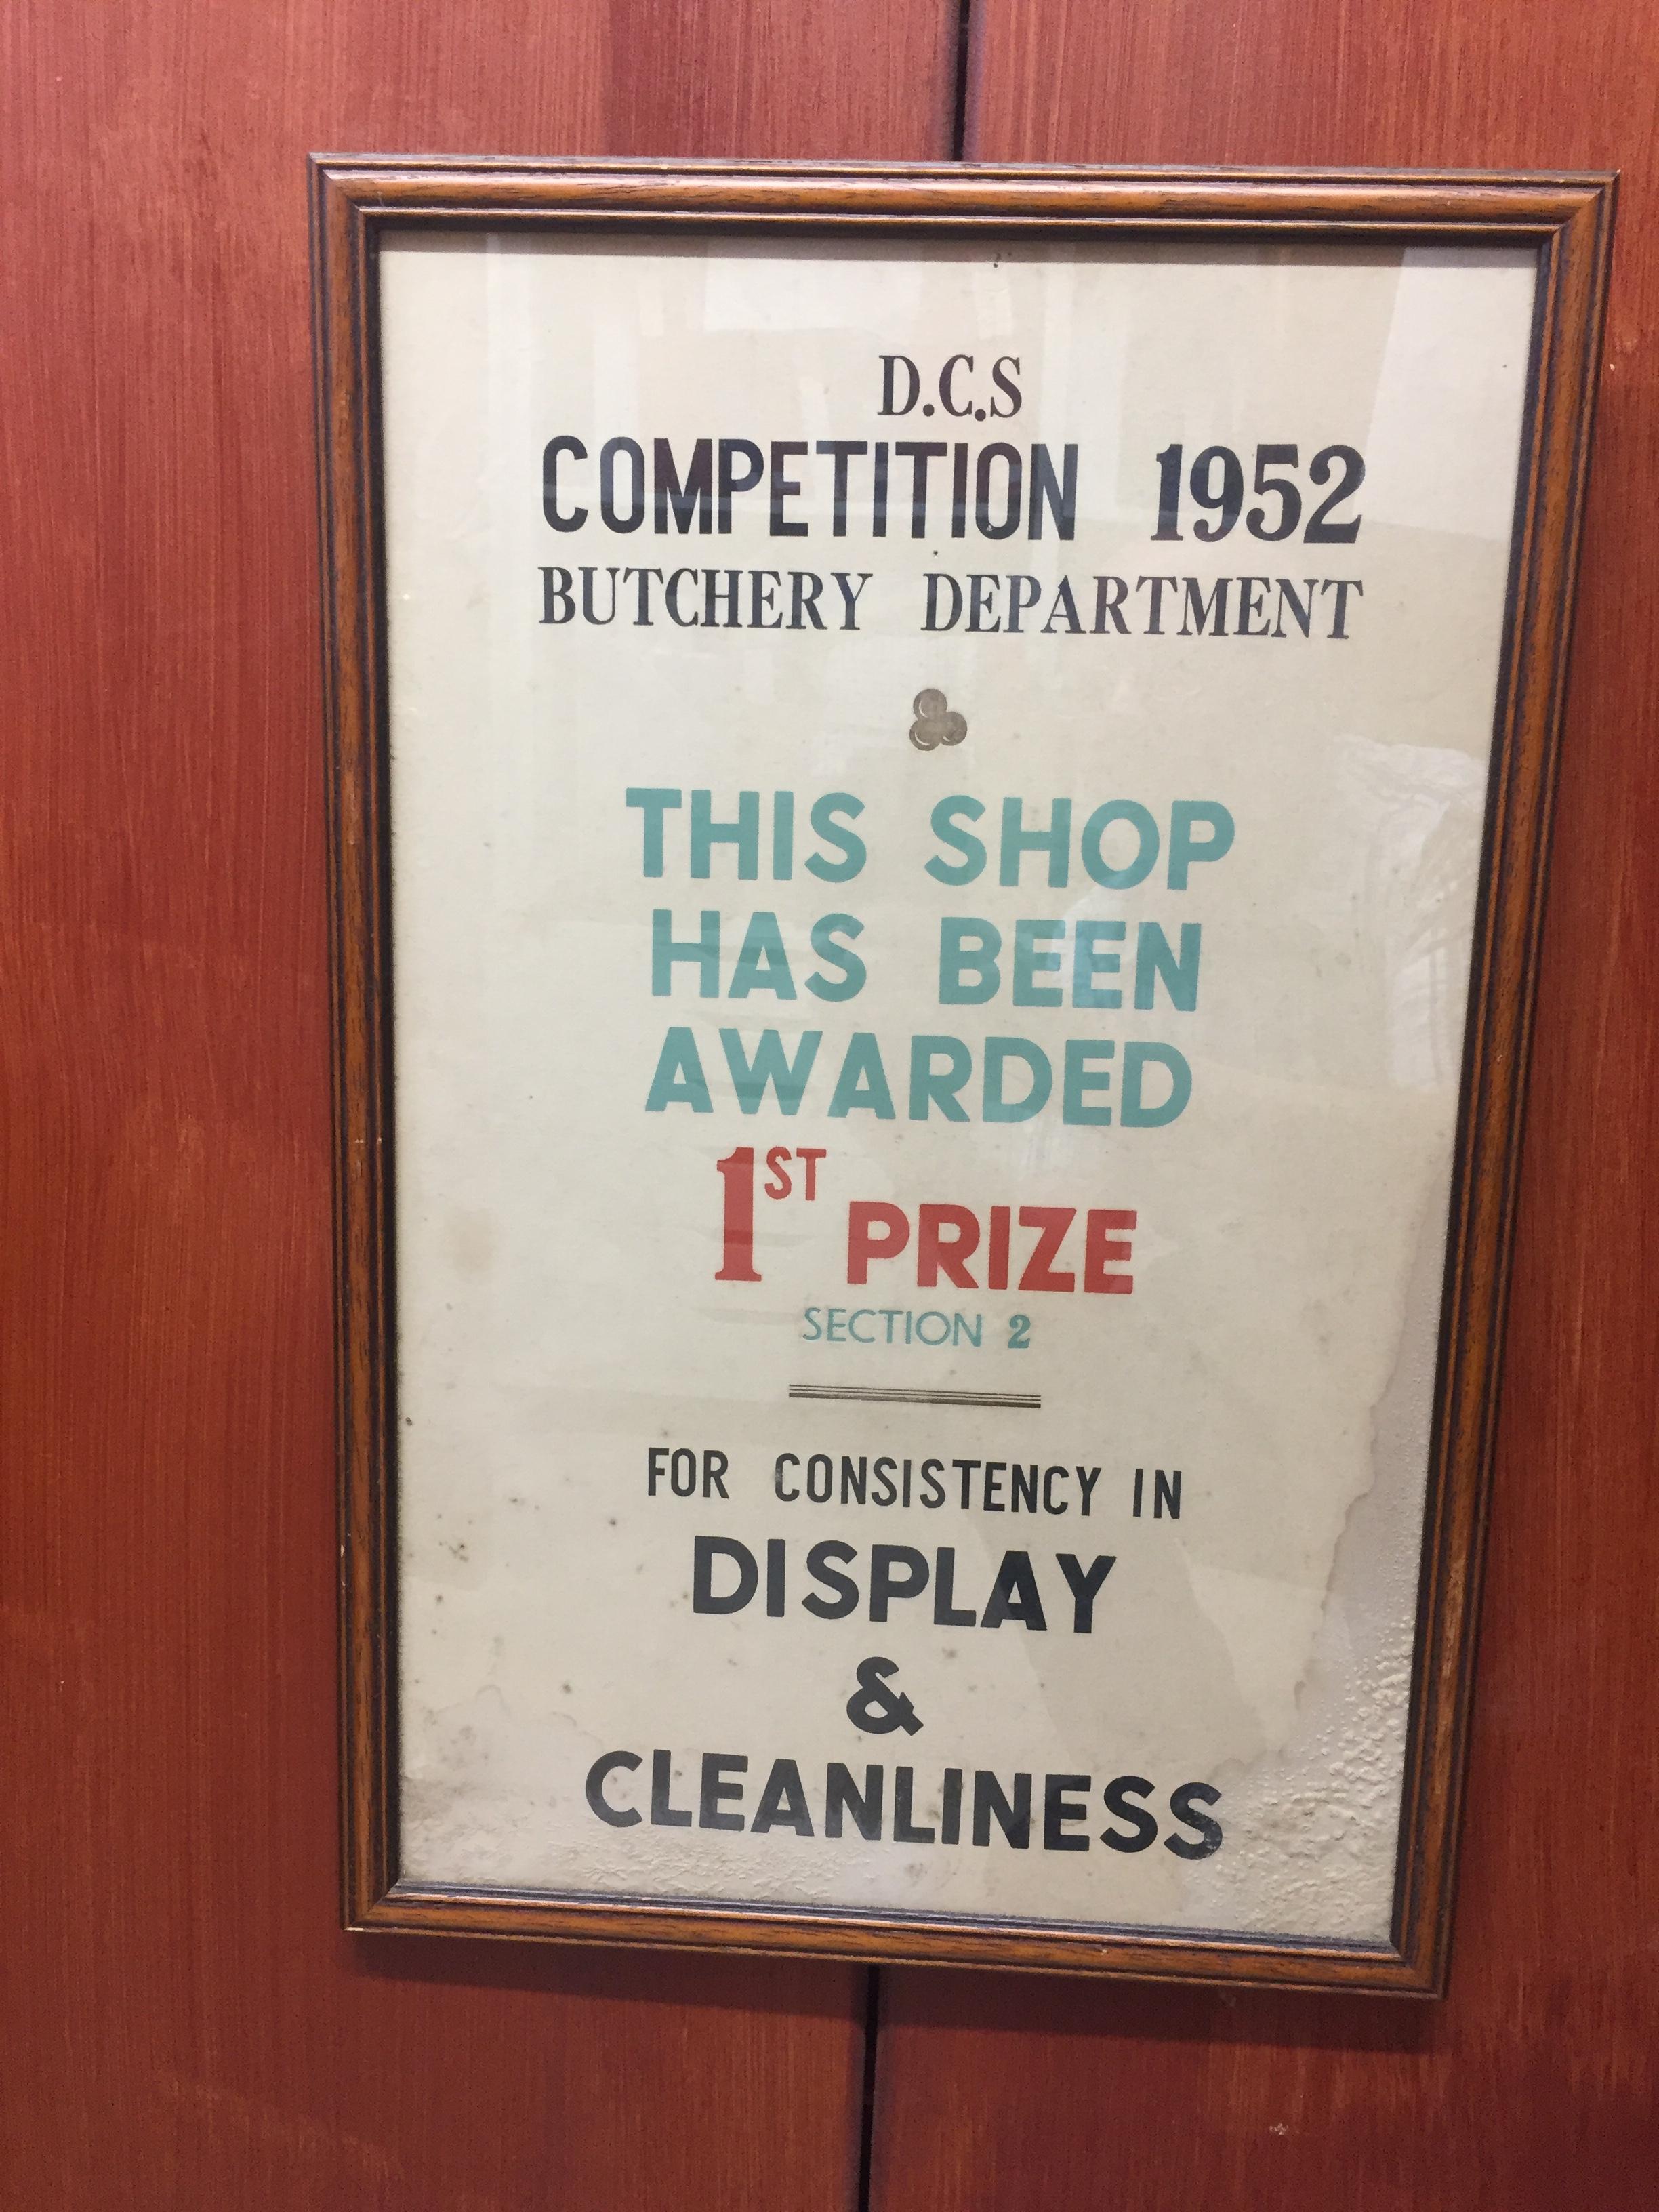 D.C.S
COMPETITION 1952
BUTCHERY DEPARTMENT
THIS SHOP
HAS BEEN
AWARDED
1ST PRIZE
SECTION 2
FOR CONSISTENCY IN
DISPLAY
&
CLEANLINESS